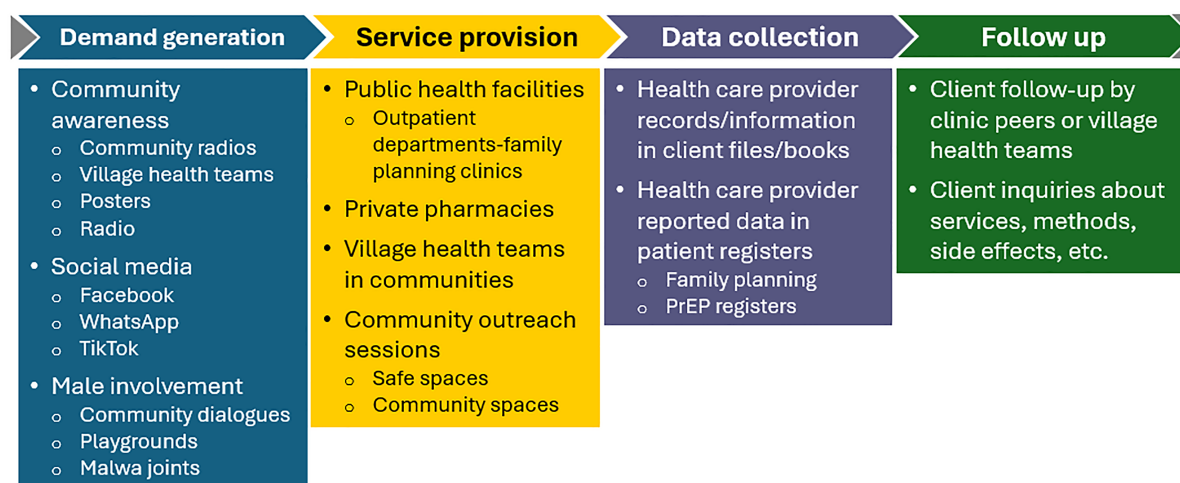 Demand generation
Service provision
Data collection
Follow up
• Community
awareness
o Community radios
o Village health teams
o Posters
o Radio
• Social media
o Facebook
o WhatsApp
o TikTok
• Male involvement
o Community dialogues
o Playgrounds
o Malwa joints
• Public health facilities
o Outpatient
departments-family
planning clinics
• Private pharmacies
• Village health teams
in communities
• Community outreach
sessions
o Safe spaces
o Community spaces
• Health care provider
records/information
in client files/books
• Health care provider
reported data in
patient registers
o Family planning
o PrEP registers
• Client follow-up by
clinic peers or village
health teams
• Client inquiries about
services, methods,
side effects, etc.